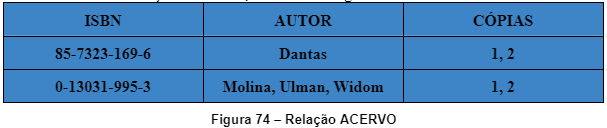 ISBN AUTOR CÓPIAS
85-7323-169-6 Dantas 1, 2
0-13031-995-3 Molina, Ulman, Widom 1, 2
Figura 74 – Relação ACERVO